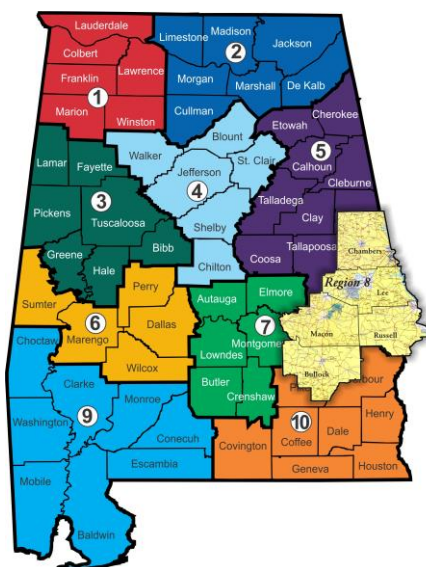 Lauderdale
Limestone
Madison
Jackson
Colbert
2
Franklin
Lawrence
Morgan
Marshall
De Kalb
1
Marion
Winston
Cullman
Cherokee
Etowah
Blount
Walker
St. Clair
5
Calhoun
Lamar
Fayette
Jefferson
4
Cleburne
3
Talladega
Pickens
Tuscaloosa
Shelby
Clay
Bibb
Greene
Hale
Chilton
Coosa
Tallapoosa
Chambers
Region 8
Lee
Sumter
Perry
Autauga
Elmore
Macon
Russell
6
Marengo
Dallas
7
Montgome
Choctaw
Lowndes
Bullock
Wilcox
Butler
Crenshaw
Clarke
9
Monroe
10
Henry
Washington
Coffee
Dale
Conecuh
Covington
Escambia
Geneva
Houston
Mobile
Baldwin